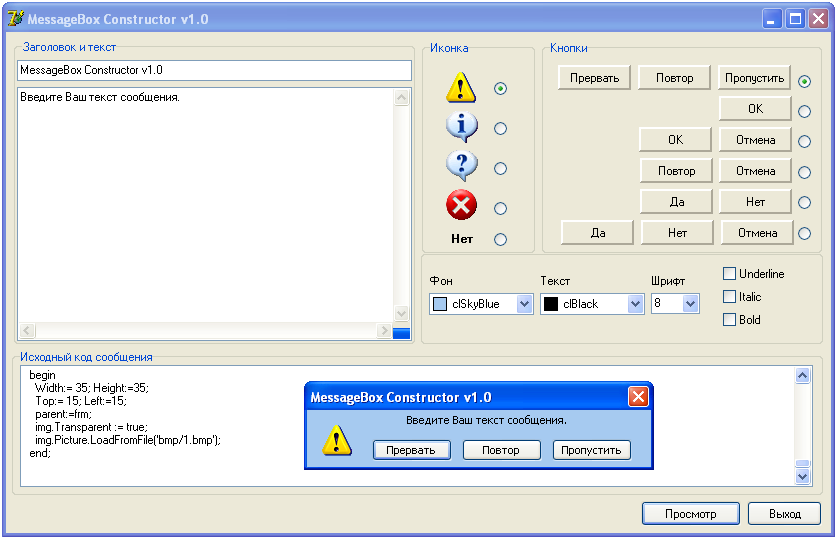 MessageBox Constructor v1.0
Заголовок и текст
MessageBox Constructor v1.0
Введите Ваш текст сообщения.
Иконка
Нет
Кнопки
Прервать Повтор Пропустить
OK
OK Отмена
Повтор Отмена
Да Нет
Да Нет Отмена
Фон Текст Шрифт
clSkyBlue clBlack 8
Underline
Italic
Bold
Исходный код сообщения
begin
Width:= 35; Height:=35;
Top:= 15; Left:=15;
parent:=frm;
img.Transparent := true;
img.Picture.LoadFromFile('bmp/1.bmp');
end;
MessageBox Constructor v1.0
Введите Ваш текст сообщения.
Прервать Повтор Пропустить
Просмотр Выход